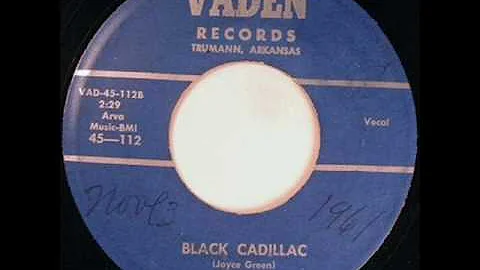 VADEN
RECORDS
TRUMANN, ARKANSAS
VAD-45-112B
2:29
Arva
Music-BMI
45—112
Vocal
Nov 3
1961
BLACK CADILLAC
(Joyce Green)